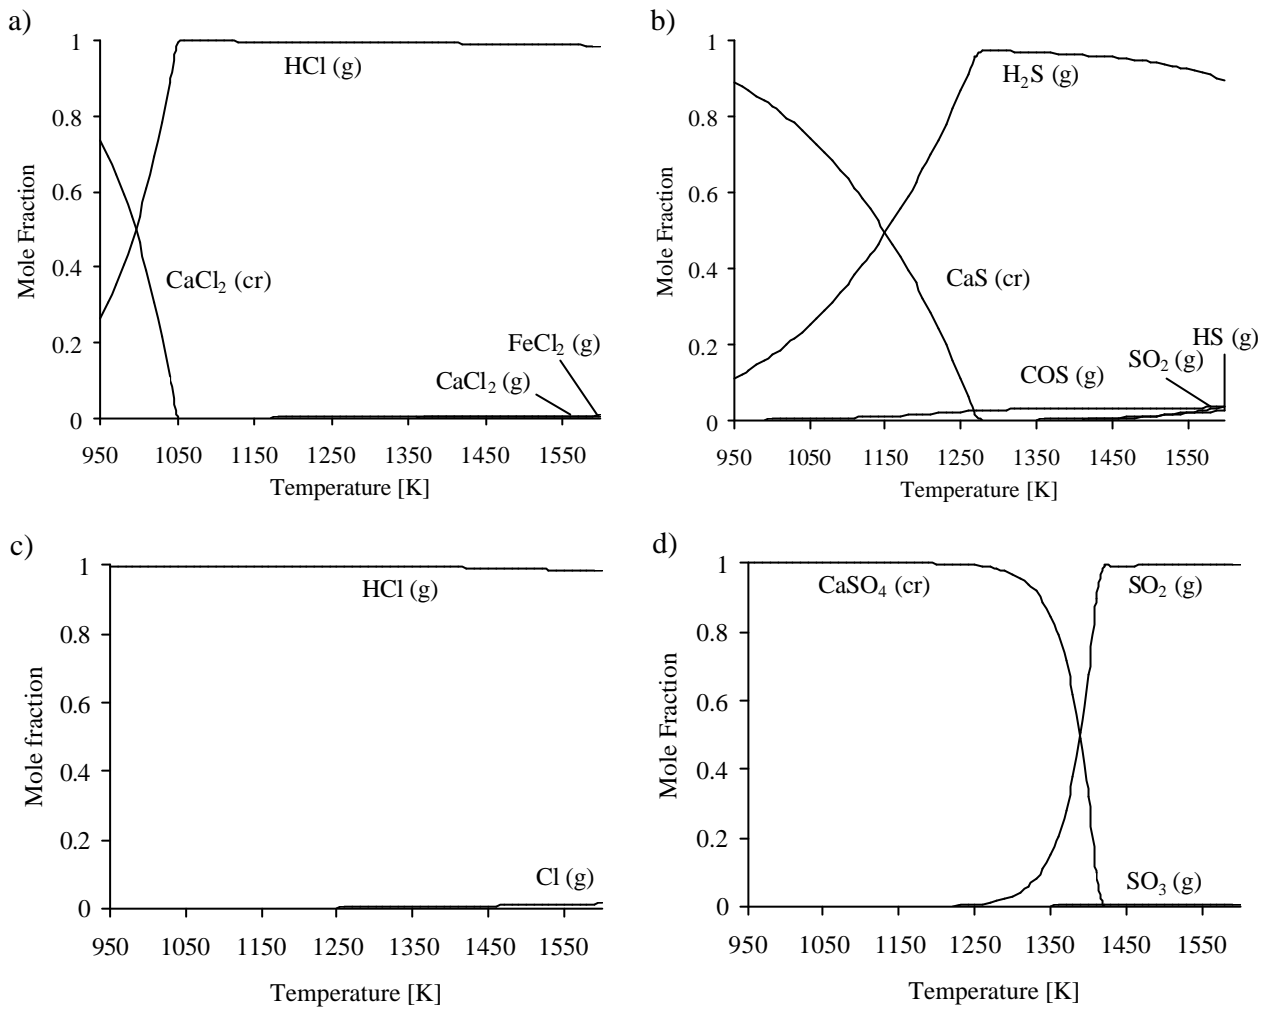 a)
1
0.8
0.6
0.4
0.2
0
Mole Fraction
HCl (g)
CaCl₂ (cr)
FeCl₂ (g)
CaCl₂ (g)
950 1050 1150 1250 1350 1450 1550
Temperature [K]
b)
1
0.8
0.6
0.4
0.2
0
Mole Fraction
H₂S (g)
CaS (cr)
HS (g)
SO₂ (g)
COS (g)
950 1050 1150 1250 1350 1450 1550
Temperature [K]
c)
1
0.8
0.6
0.4
0.2
0
Mole fraction
HCl (g)
Cl (g)
950 1050 1150 1250 1350 1450 1550
Temperature [K]
d)
1
0.8
0.6
0.4
0.2
0
Mole Fraction
CaSO₄ (cr)
SO₂ (g)
SO₃ (g)
950 1050 1150 1250 1350 1450 1550
Temperature [K]